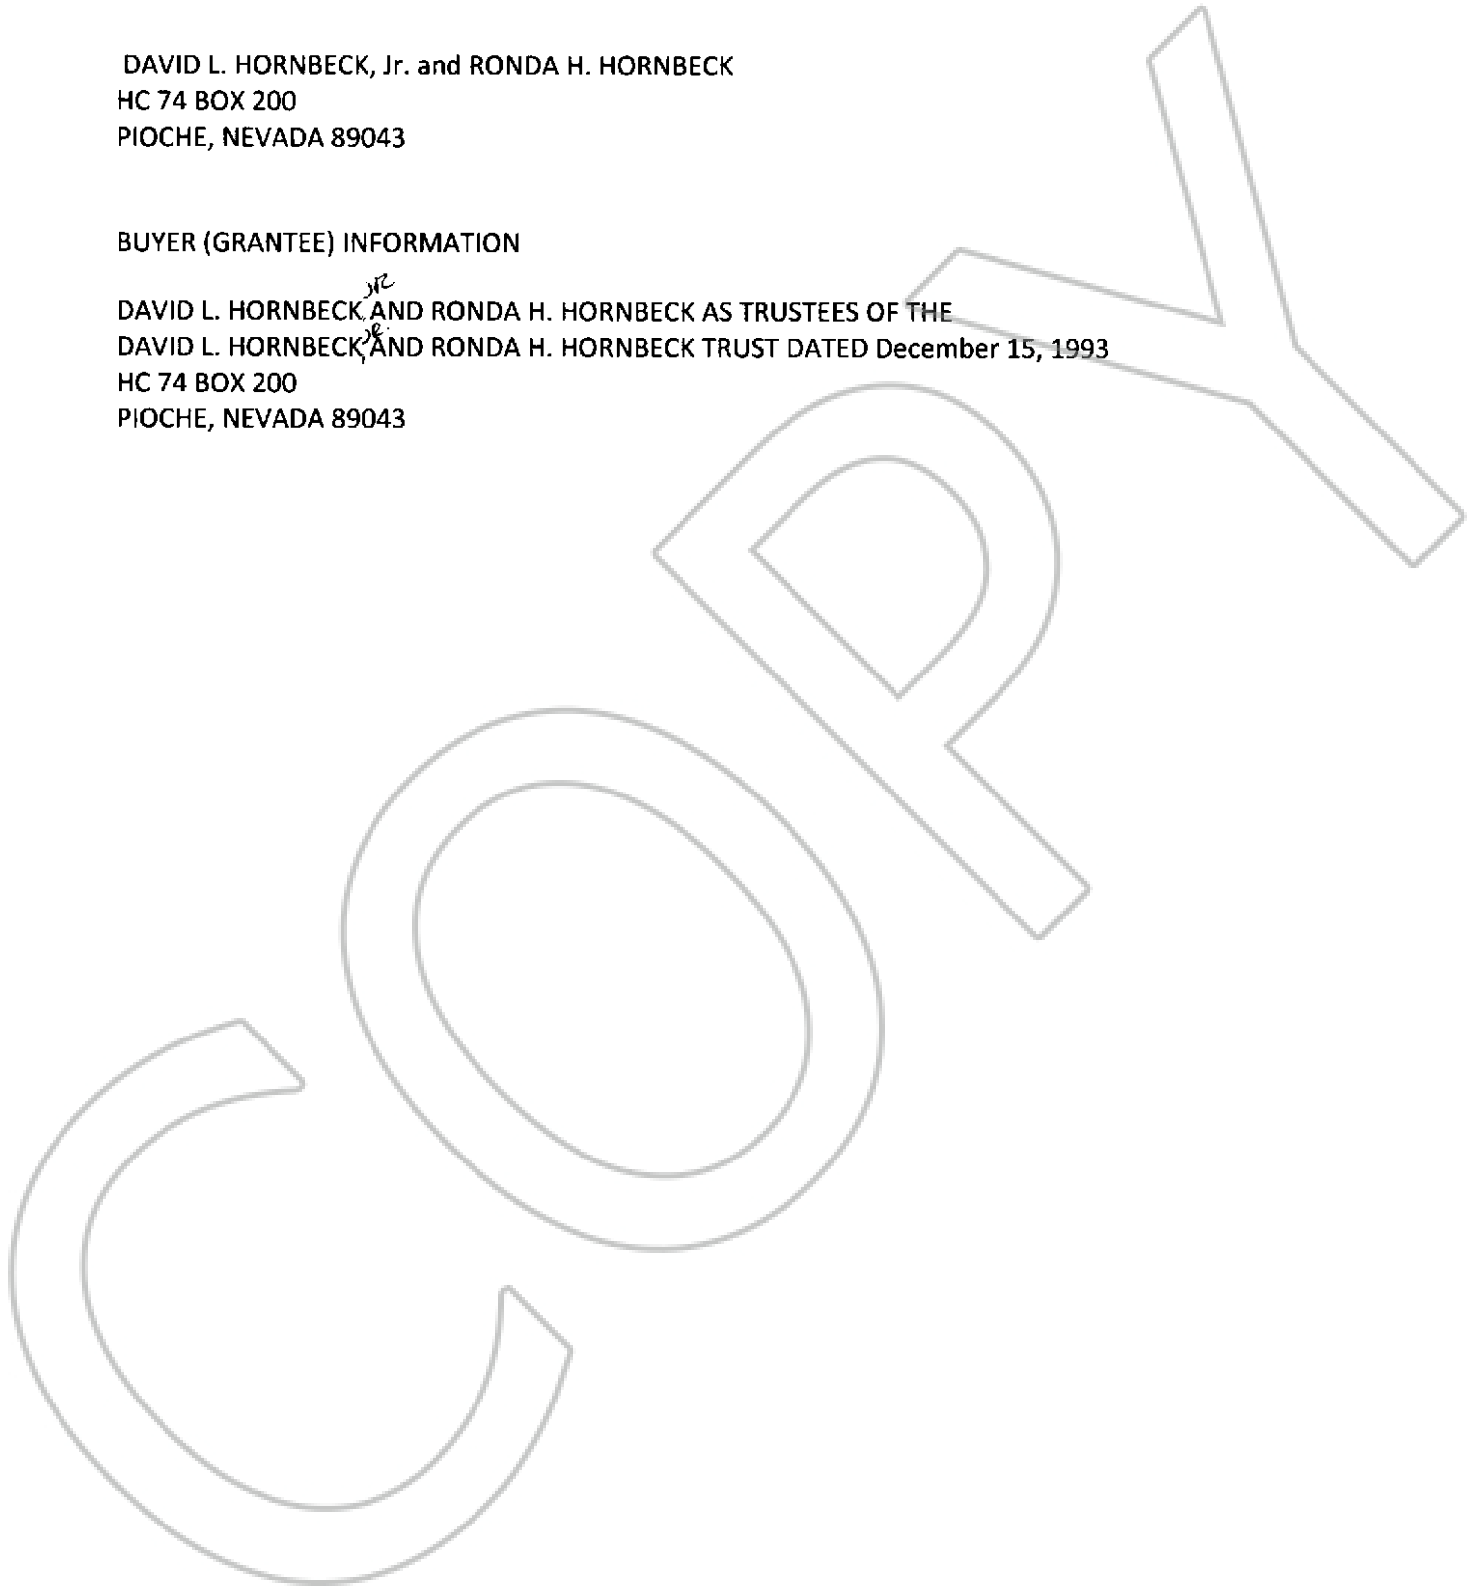 DAVID L. HORNBECK, Jr. and RONDA H. HORNBECK
HC 74 BOX 200
PIOCHE, NEVADA 89043
BUYER (GRANTEE) INFORMATION
DAVID L. HORNBECK, JR AND RONDA H. HORNBECK AS TRUSTEES OF THE
DAVID L. HORNBECK, JR. AND RONDA H. HORNBECK TRUST DATED December 15, 1993
HC 74 BOX 200
PIOCHE, NEVADA 89043
COPY